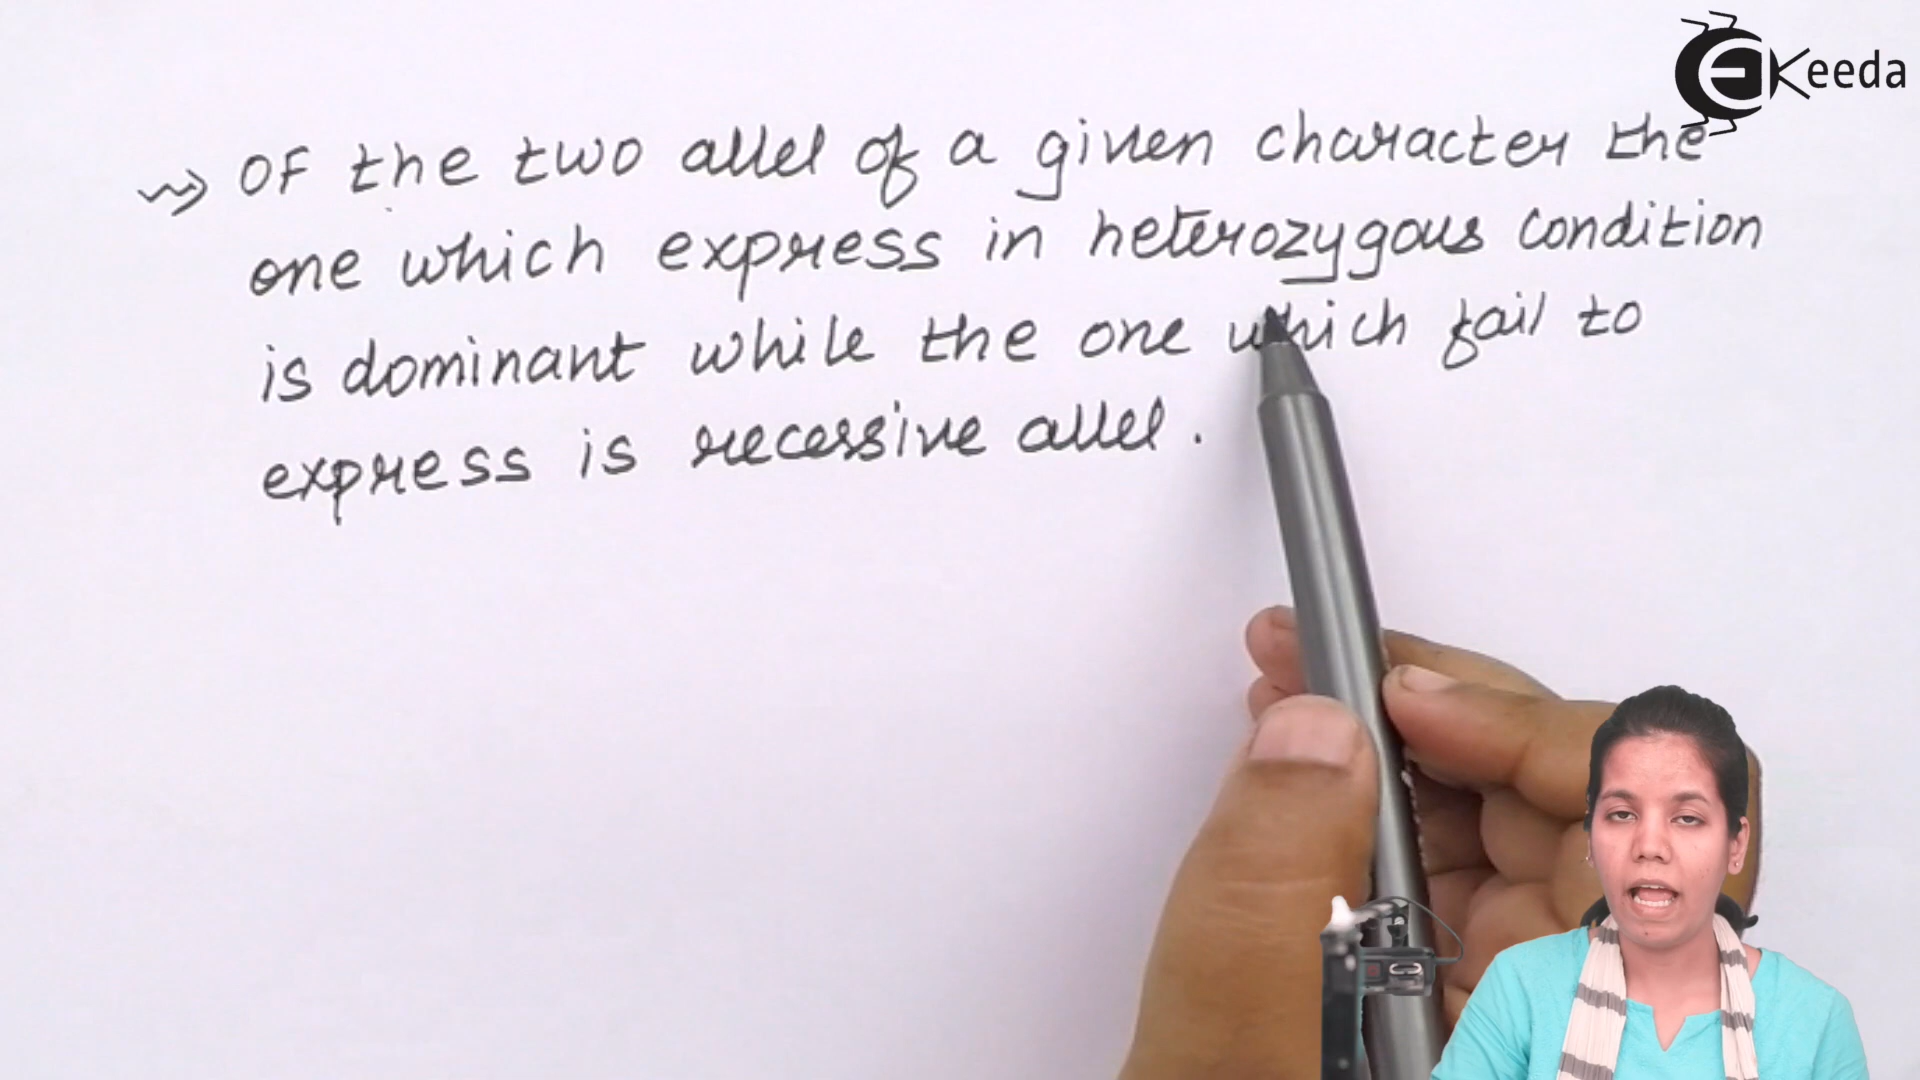 EKeeda
OF the two allel of a given character the
one which express in heterozygous condition
is dominant while the one which fail to
express is recessive allel.